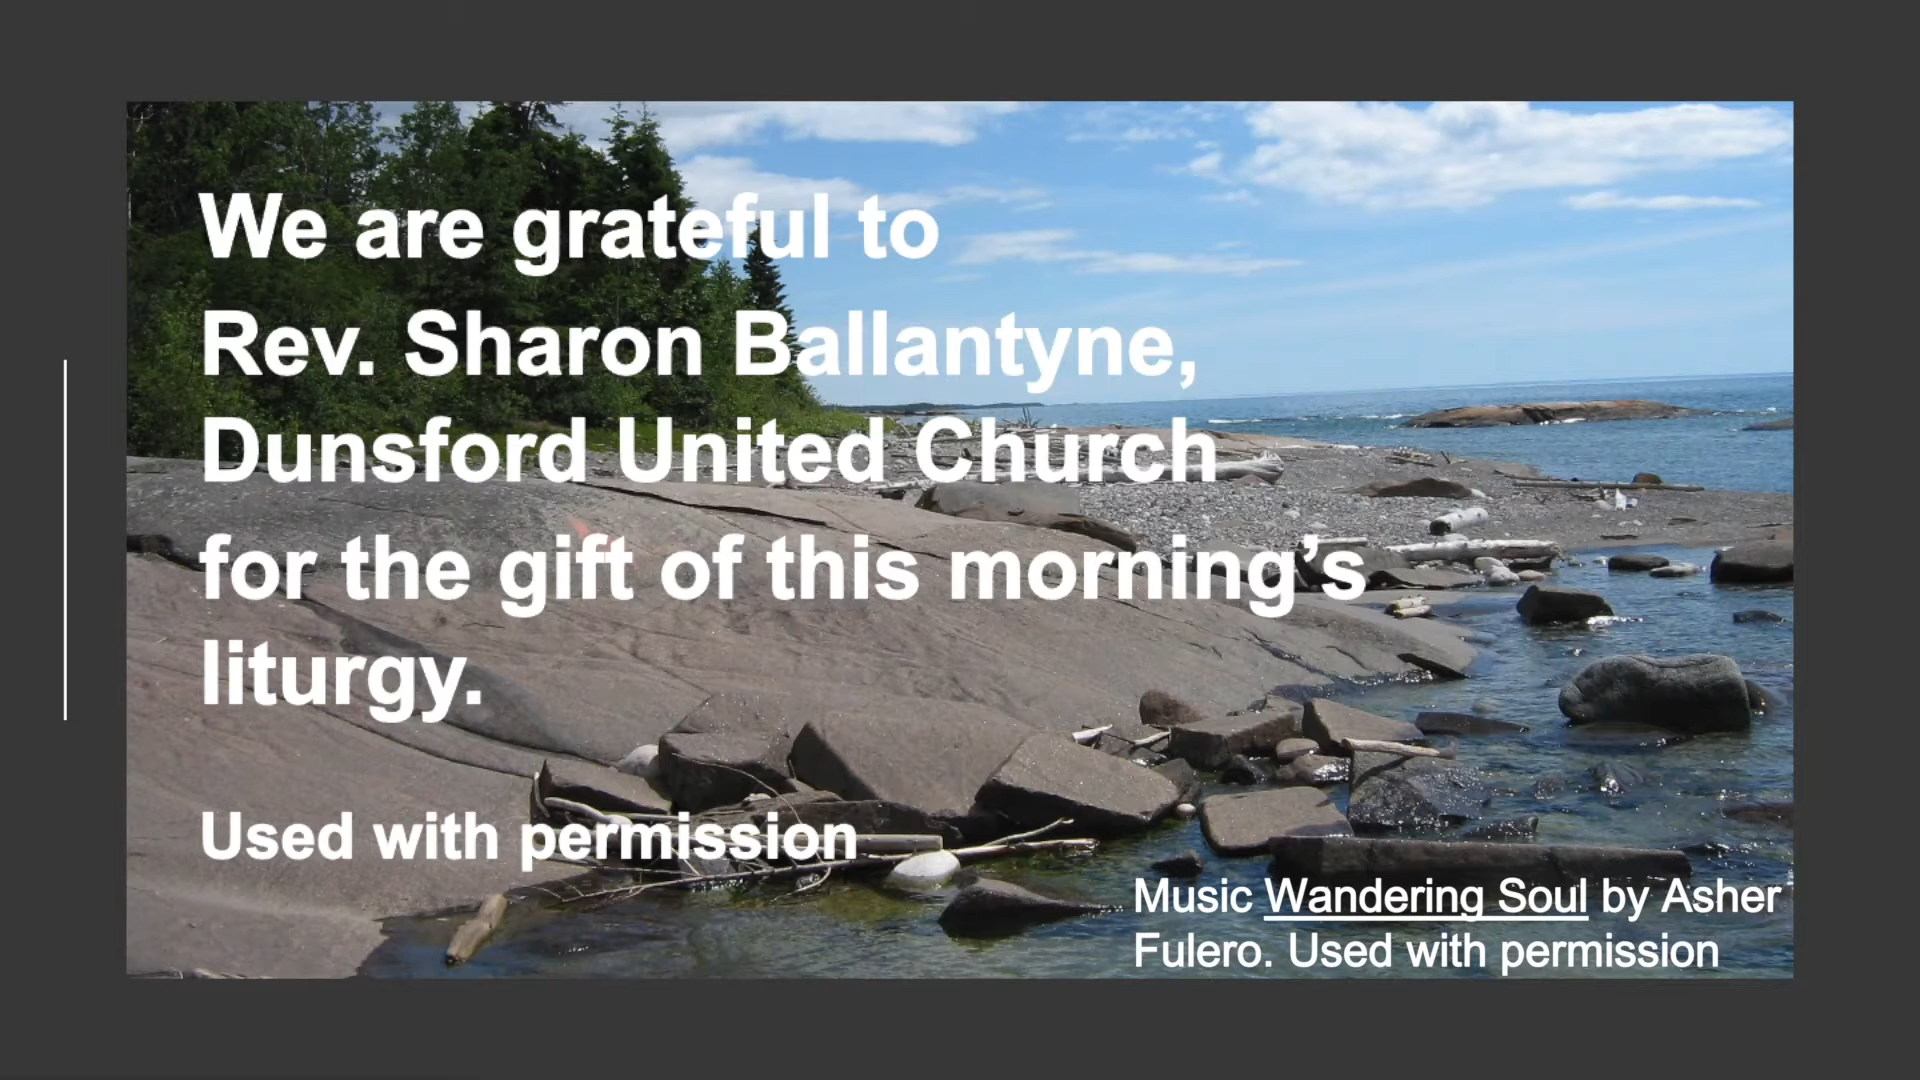 We are grateful to
Rev. Sharon Ballantyne,
Dunsford United Church
for the gift of this morning’s
liturgy.
Used with permission
Music Wandering Soul by Asher
Fulero. Used with permission